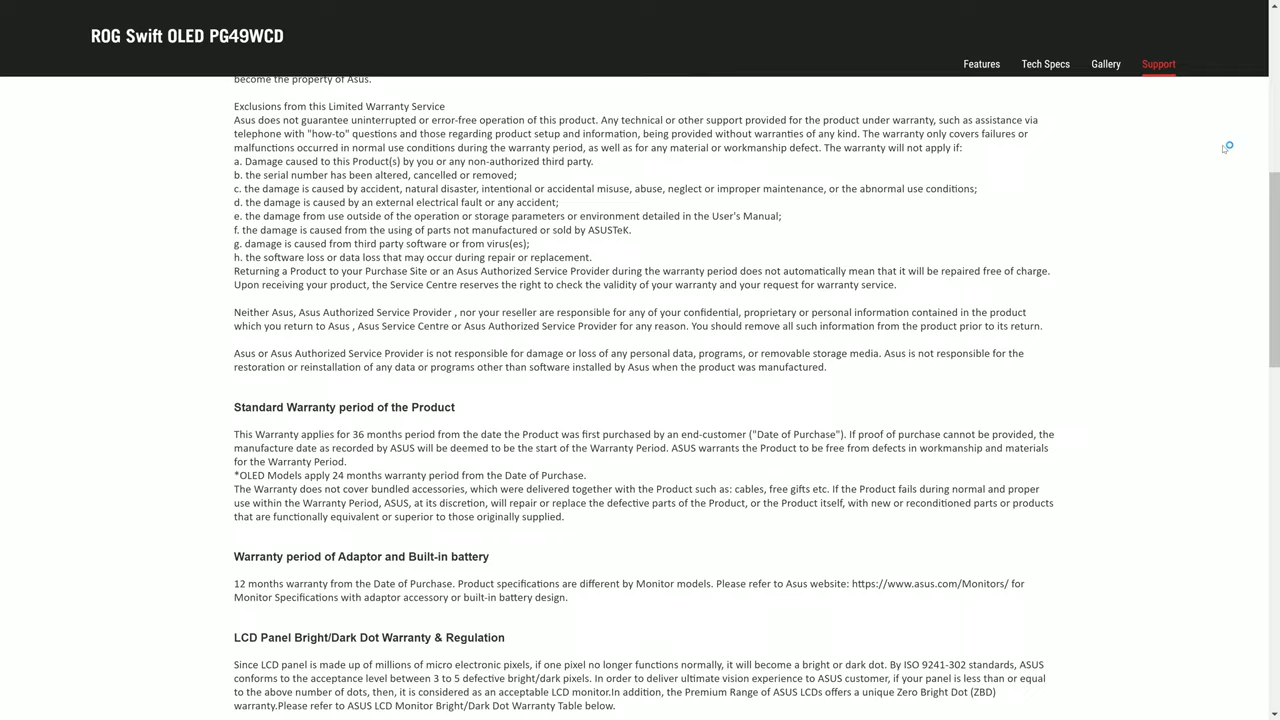 ROG Swift OLED PG49WCD
Features
Tech Specs
Gallery
Support
become the property of Asus.
Exclusions from this Limited Warranty Service
Asus does not guarantee uninterrupted or error-free operation of this product. Any technical or other support provided for the product under warranty, such as assistance via
telephone with "how-to" questions and those regarding product setup and information, being provided without warranties of any kind. The warranty only covers failures or
malfunctions occurred in normal use conditions during the warranty period, as well as for any material or workmanship defect. The warranty will not apply if:
a. Damage caused to this Product(s) by you or any non-authorized third party.
b. the serial number has been altered, cancelled or removed;
c. the damage is caused by accident, natural disaster, intentional or accidental misuse, abuse, neglect or improper maintenance, or the abnormal use conditions;
d. the damage is caused by an external electrical fault or any accident;
e. the damage from use outside of the operation or storage parameters or environment detailed in the User's Manual;
f. the damage is caused from the using of parts not manufactured or sold by ASUSTeK.
g. damage is caused from third party software or from virus(es);
h. the software loss or data loss that may occur during repair or replacement.
Returning a Product to your Purchase Site or an Asus Authorized Service Provider during the warranty period does not automatically mean that it will be repaired free of charge.
Upon receiving your product, the Service Centre reserves the right to check the validity of your warranty and your request for warranty service.
Neither Asus, Asus Authorized Service Provider , nor your reseller are responsible for any of your confidential, proprietary or personal information contained in the product
which you return to Asus , Asus Service Centre or Asus Authorized Service Provider for any reason. You should remove all such information from the product prior to its return.
Asus or Asus Authorized Service Provider is not responsible for damage or loss of any personal data, programs, or removable storage media. Asus is not responsible for the
restoration or reinstallation of any data or programs other than software installed by Asus when the product was manufactured.
Standard Warranty period of the Product
This Warranty applies for 36 months period from the date the Product was first purchased by an end-customer ("Date of Purchase"). If proof of purchase cannot be provided, the
manufacture date as recorded by ASUS will be deemed to be the start of the Warranty Period. ASUS warrants the Product to be free from defects in workmanship and materials
for the Warranty Period.
*OLED Models apply 24 months warranty period from the Date of Purchase.
The Warranty does not cover bundled accessories, which were delivered together with the Product such as: cables, free gifts etc. If the Product fails during normal and proper
use within the Warranty Period, ASUS, at its discretion, will repair or replace the defective parts of the Product, or the Product itself, with new or reconditioned parts or products
that are functionally equivalent or superior to those originally supplied.
Warranty period of Adaptor and Built-in battery
12 months warranty from the Date of Purchase. Product specifications are different by Monitor models. Please refer to Asus website: https://www.asus.com/Monitors/ for
Monitor Specifications with adaptor accessory or built-in battery design.
LCD Panel Bright/Dark Dot Warranty & Regulation
Since LCD panel is made up of millions of micro electronic pixels, if one pixel no longer functions normally, it will become a bright or dark dot. By ISO 9241-302 standards, ASUS
conforms to the acceptance level between 3 to 5 defective bright/dark pixels. In order to deliver ultimate vision experience to ASUS customer, if your panel is less than or equal
to the above number of dots, then, it is considered as an acceptable LCD monitor.In addition, the Premium Range of ASUS LCDs offers a unique Zero Bright Dot (ZBD)
warranty.Please refer to ASUS LCD Monitor Bright/Dark Dot Warranty Table below.